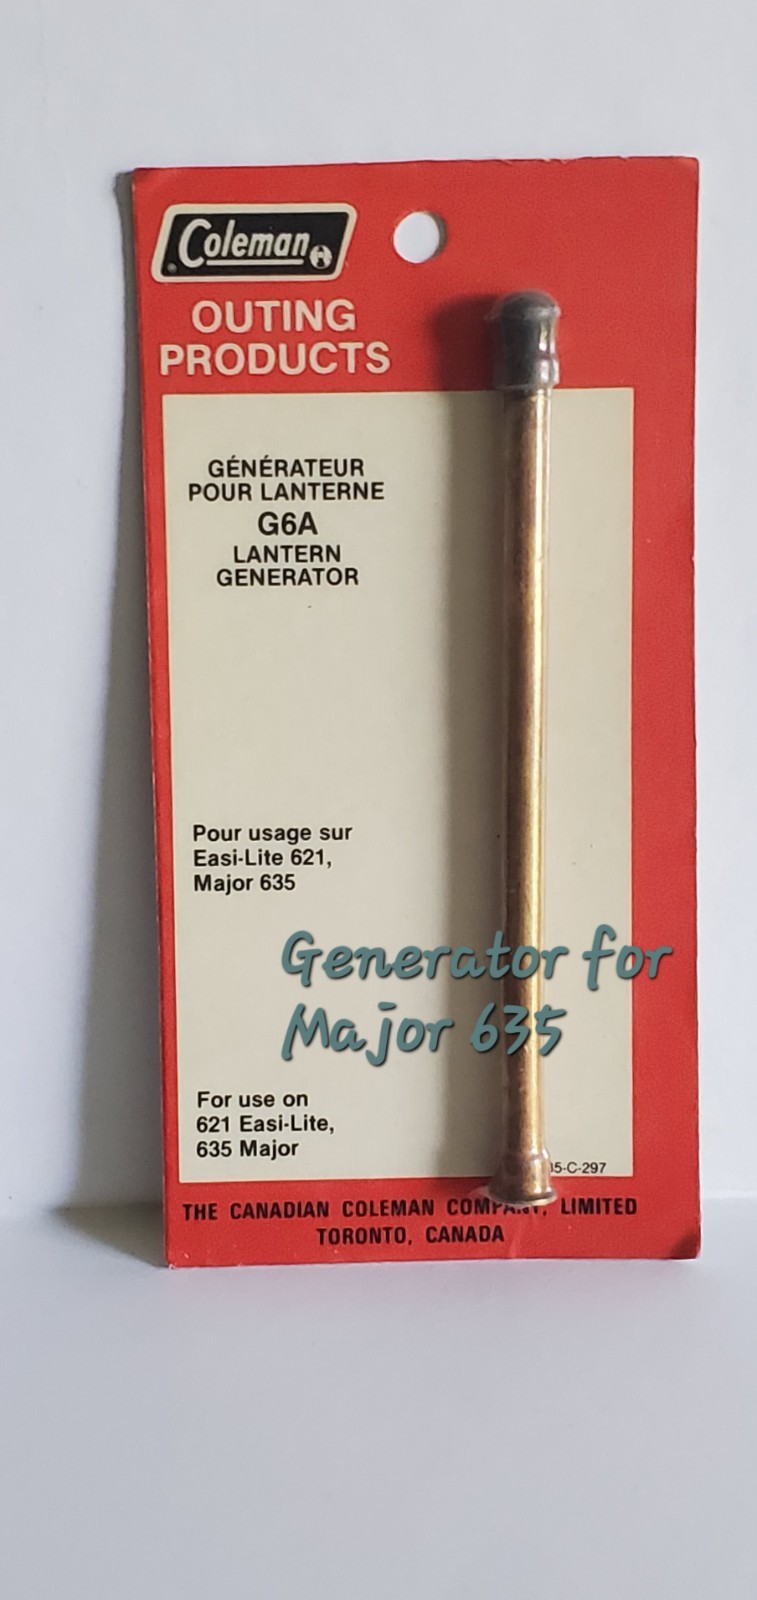 Coleman
OUTING
PRODUCTS
GÉNÉRATEUR
POUR LANTERNE
G6A
LANTERN
GENERATOR
Pour usage sur
Easi-Lite 621,
Major 635
Generator for
Major 635
For use on
621 Easi-Lite,
635 Major
THE CANADIAN COLEMAN COMPANY, LIMITED
TORONTO, CANADA